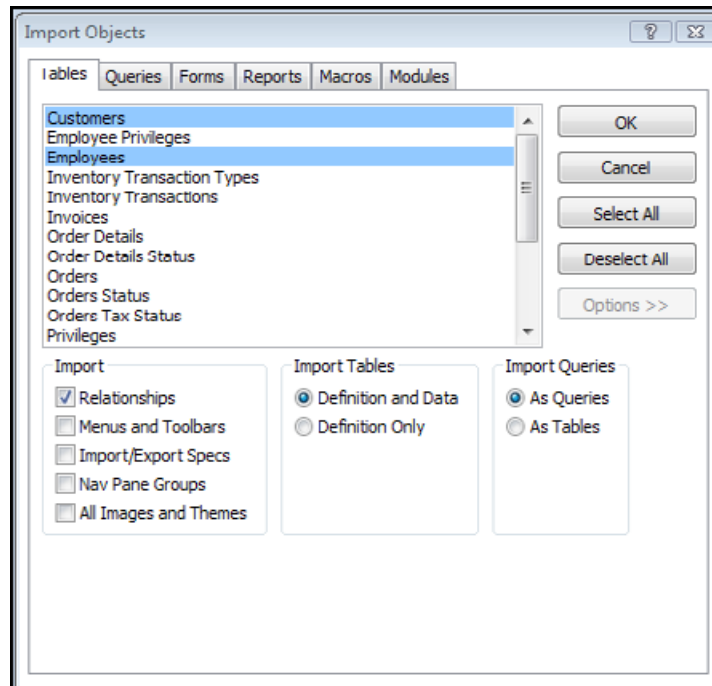 Import Objects
Tables Queries Forms Reports Macros Modules
Customers
Employee Privileges
Employees
Inventory Transaction Types
Inventory Transactions
Invoices
Order Details
Order Details Status
Orders
Orders Status
Orders Tax Status
Privileges
OK
Cancel
Select All
Deselect All
Options >>
Import
Relationships
Menus and Toolbars
Import/Export Specs
Nav Pane Groups
All Images and Themes
Import Tables
Definition and Data
Definition Only
Import Queries
As Queries
As Tables